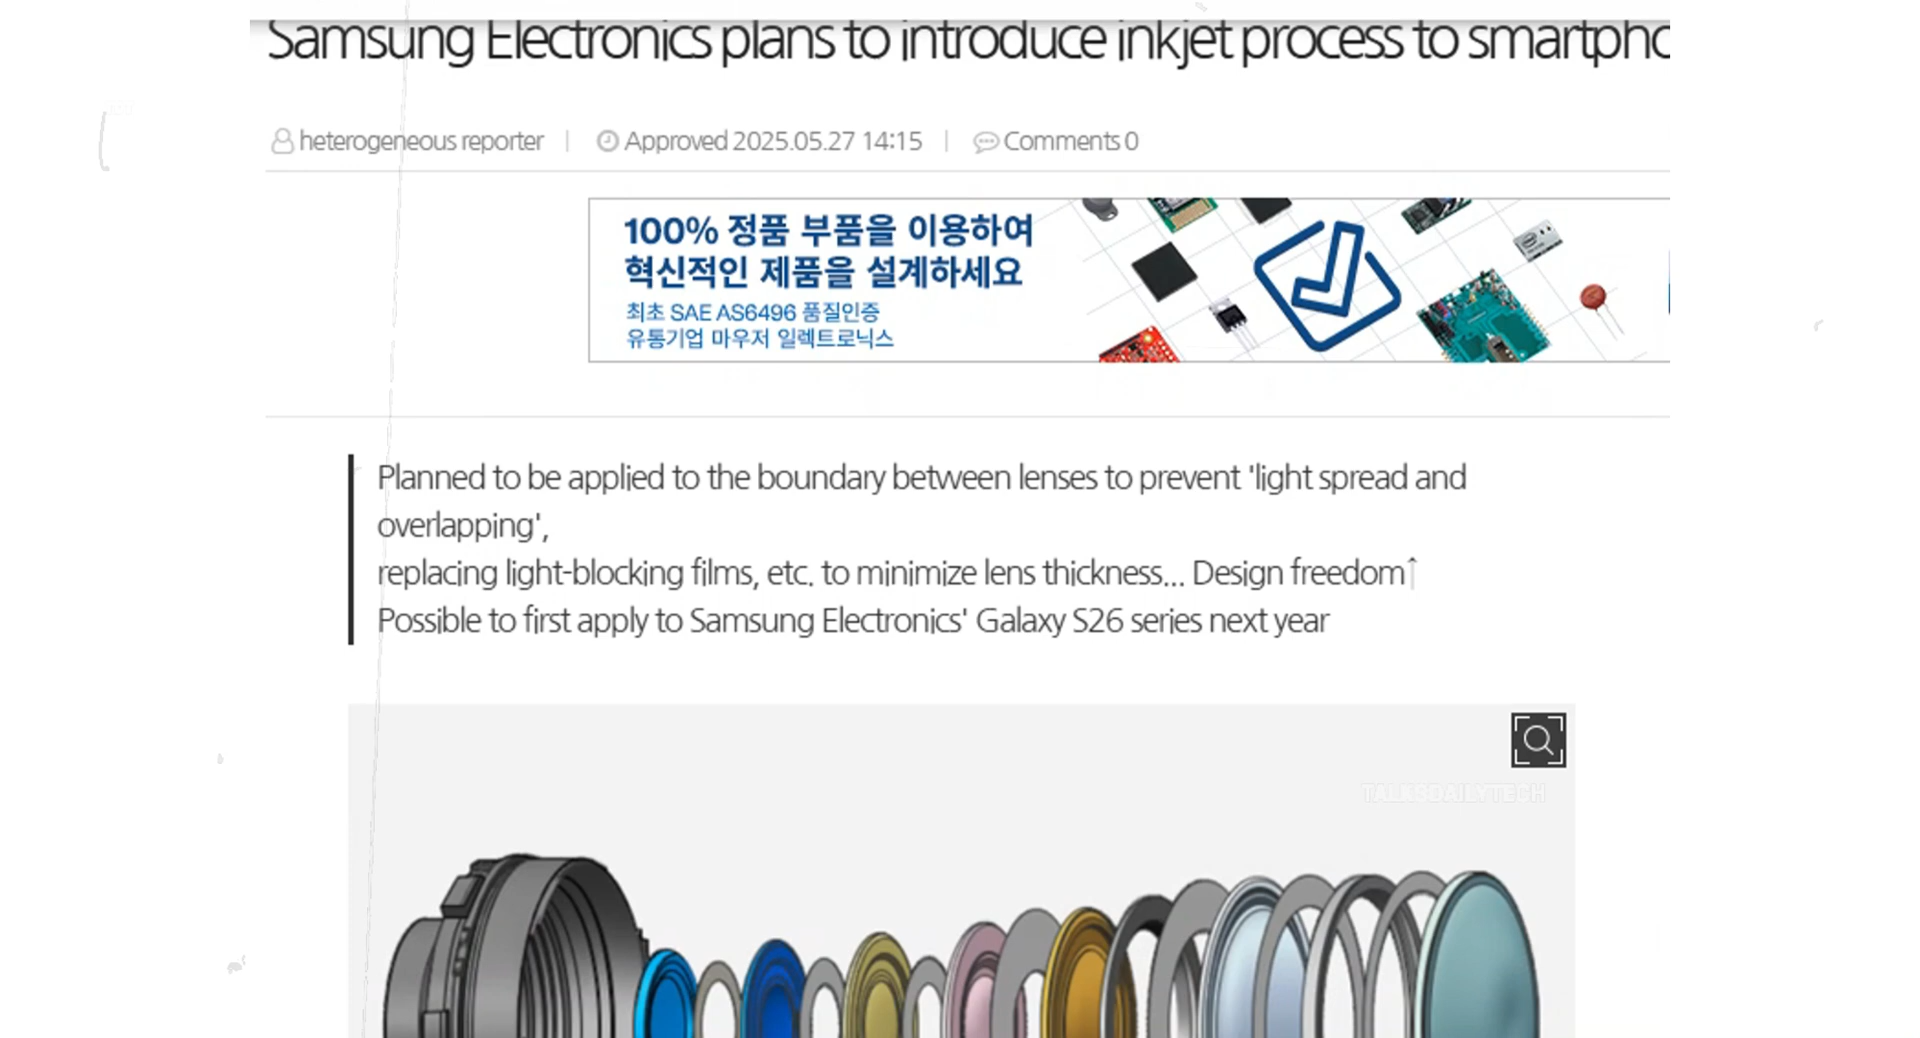 Samsung Electronics plans to introduce inkjet process to smartpho
heterogeneous reporter | Approved 2025.05.27 14:15 | Comments 0
100% 정품 부품을 이용하여
혁신적인 제품을 설계하세요
최초 SAE AS6496 품질인증
유통기업 마우저 일렉트로닉스
Planned to be applied to the boundary between lenses to prevent 'light spread and
overlapping',
replacing light-blocking films, etc. to minimize lens thickness... Design freedom↑
Possible to first apply to Samsung Electronics' Galaxy S26 series next year